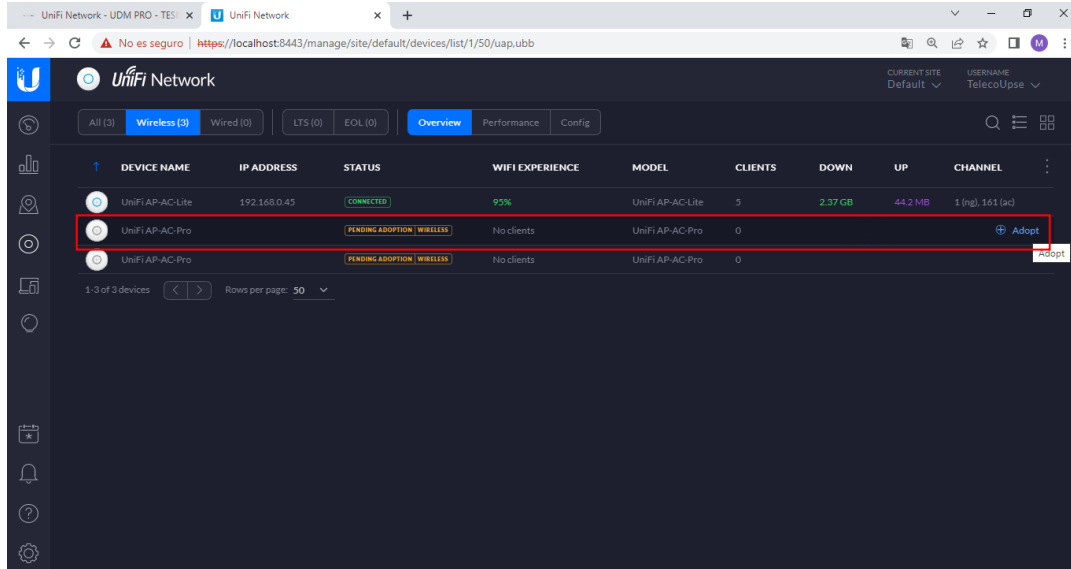 UniFi Network - UDM PRO - TES
UniFi Network
No es seguro | https://localhost:8443/manage/site/default/devices/list/1/50/uap,ubb
M
U
UniFi Network
CURRENT SITE
Default
USERNAME
TelecoUpse
All (3) Wireless (3) Wired (0) LTS (0) EOL (0) Overview Performance Config
DEVICE NAME IP ADDRESS STATUS WIFI EXPERIENCE MODEL CLIENTS DOWN UP CHANNEL
UniFi AP-AC-Lite 192.168.0.45 CONNECTED 95% UniFi AP-AC-Lite 5 2.37 GB 44.2 MB 1 (ng), 161 (ac)
UniFi AP-AC-Pro PENDING ADOPTION WIRELESS No clients UniFi AP-AC-Pro 0 Adopt
UniFi AP-AC-Pro PENDING ADOPTION WIRELESS No clients UniFi AP-AC-Pro 0
Adopt
1-3 of 3 devices < > Rows per page: 50